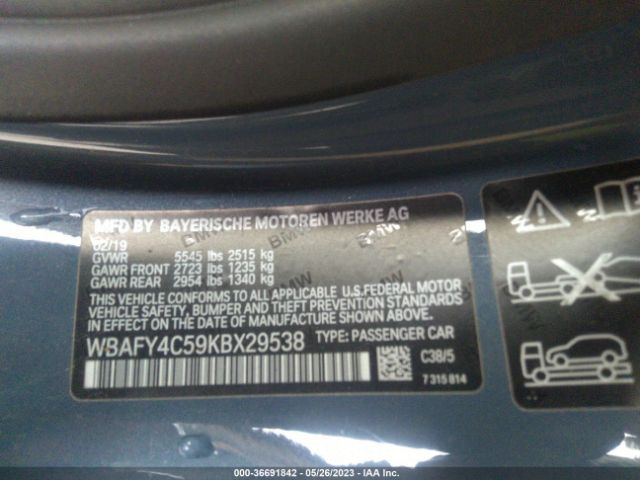 MFD BY BAYERISCHE MOTOREN WERKE AG
02/19
GVWR 5545 lbs 2515 kg
GAWR FRONT 2723 lbs 1235 kg
GAWR REAR 2954 lbs 1340 kg
THIS VEHICLE CONFORMS TO ALL APPLICABLE U.S.FEDERAL MOTOR
VEHICLE SAFETY, BUMPER AND THEFT PREVENTION STANDARDS
IN EFFECT ON THE DATE OF MANUFACTURE SHOWN ABOVE.
WBAFY4C59KBX29538 TYPE: PASSENGER CAR
C38/5
7 315 814
BMW
BMW
BMW
000-36691842 / 05/26/2023 / IAA Inc.